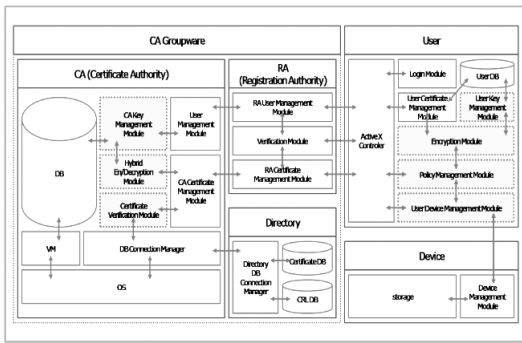 CA Groupware
CA (Certificate Authority)
DB
CA Key
Management
Module
User
Management
Module
Hybrid
En/Decryption
Module
CA Certificate
Management
Module
Certificate
Verification Module
VM
DB Connection Manager
OS
RA
(Registration Authority)
RA User Management
Module
Verification Module
RA Certificate
Management Module
Directory
Directory
DB
Connection
Manager
Certificate DB
CRL DB
User
Active X
Controler
Login Module
User DB
User Certificate
Management
Module
User Key
Management
Module
Encryption Module
Policy Management Module
User Device Management Module
Device
storage
Device
Management
Module